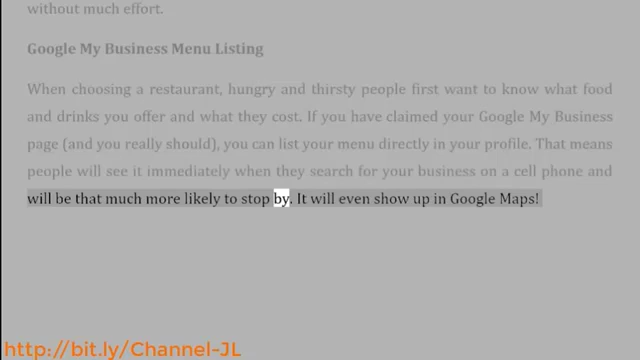 without much effort.
Google My Business Menu Listing
When choosing a restaurant, hungry and thirsty people first want to know what food
and drinks you offer and what they cost. If you have claimed your Google My Business
page (and you really should), you can list your menu directly in your profile. That means
people will see it immediately when they search for your business on a cell phone and
will be that much more likely to stop by. It will even show up in Google Maps!
http://bit.ly/Channel-JL